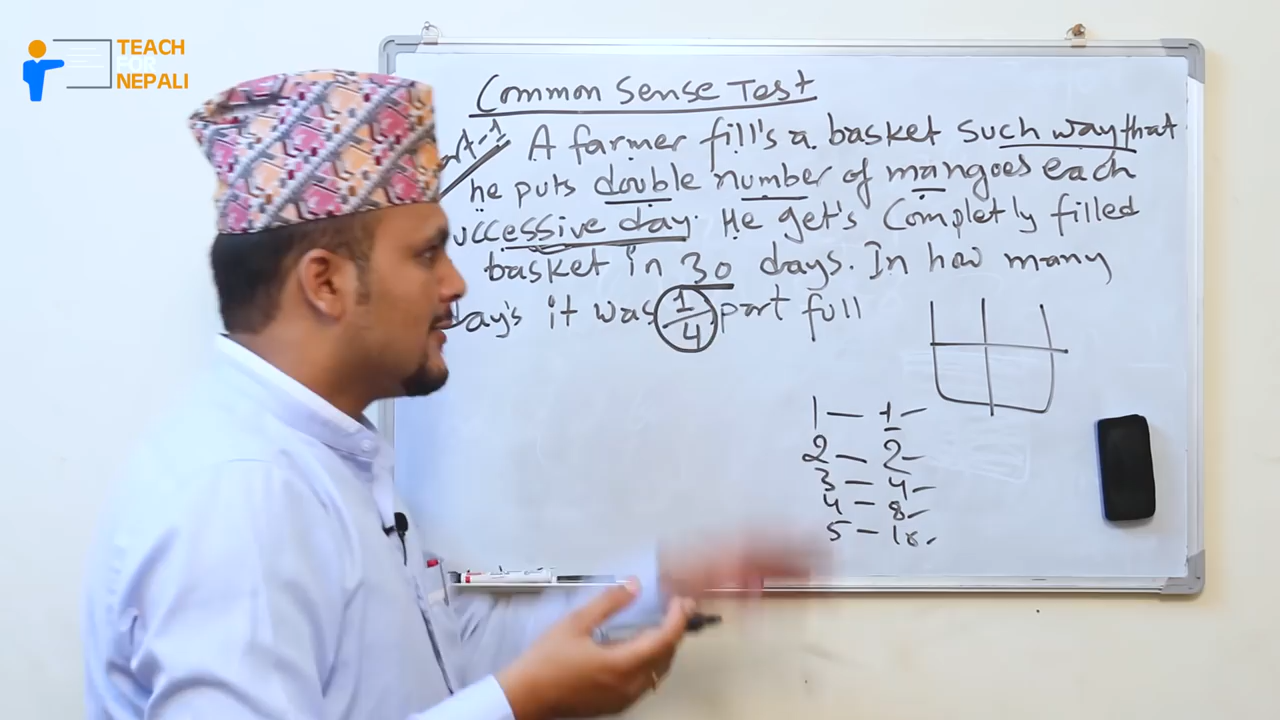 TEACH
FOR
NEPALI
Common Sense Test
A farmer fill's a basket such way that
he puts double number of mangoes each
successive day. He get's Completly filled
basket in 30 days. In how many
day's it was 1/4 part full
1 — 1 —
2 — 2 —
3 — 4 —
4 — 8 —
5 — 16 -